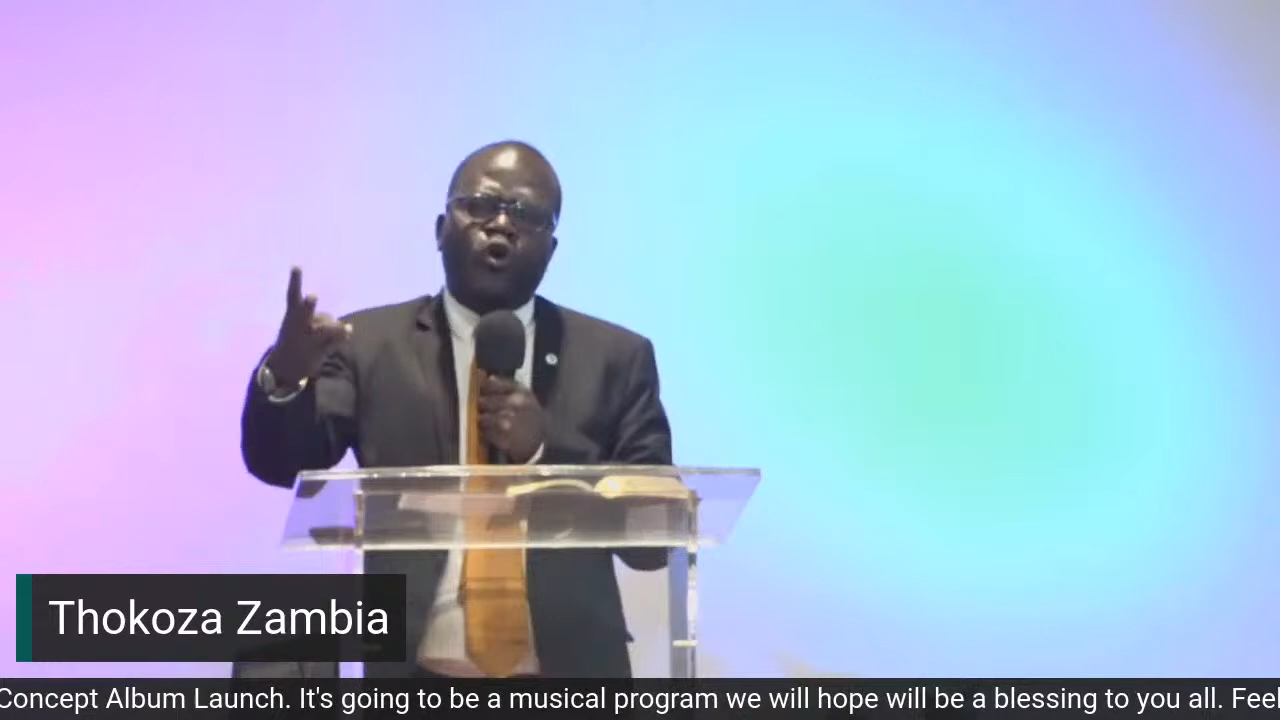 Thokoza Zambia
Concept Album Launch. It's going to be a musical program we will hope will be a blessing to you all. Feel